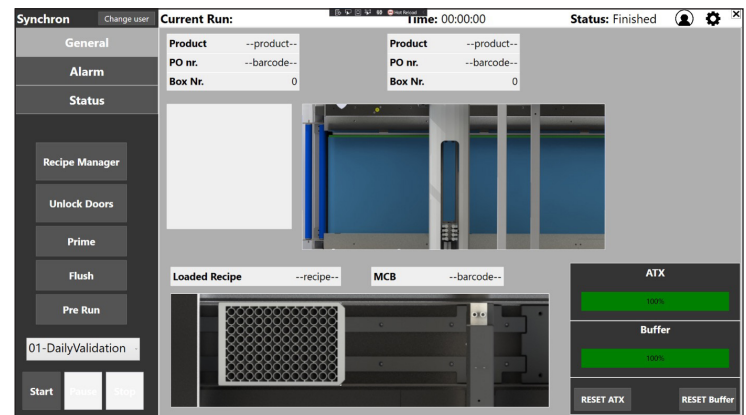 Synchron
Change user
Current Run:
Hot Reload
Time: 00:00:00
Status: Finished
General
Alarm
Status
Product --product--
PO nr. --barcode--
Box Nr. 0
Product --product--
PO nr. --barcode--
Box Nr. 0
Recipe Manager
Unlock Doors
Prime
Flush
Pre Run
01-DailyValidation
Start
Pause
Stop
Loaded Recipe --recipe--
MCB --barcode--
ATX
100%
Buffer
100%
RESET ATX
RESET Buffer